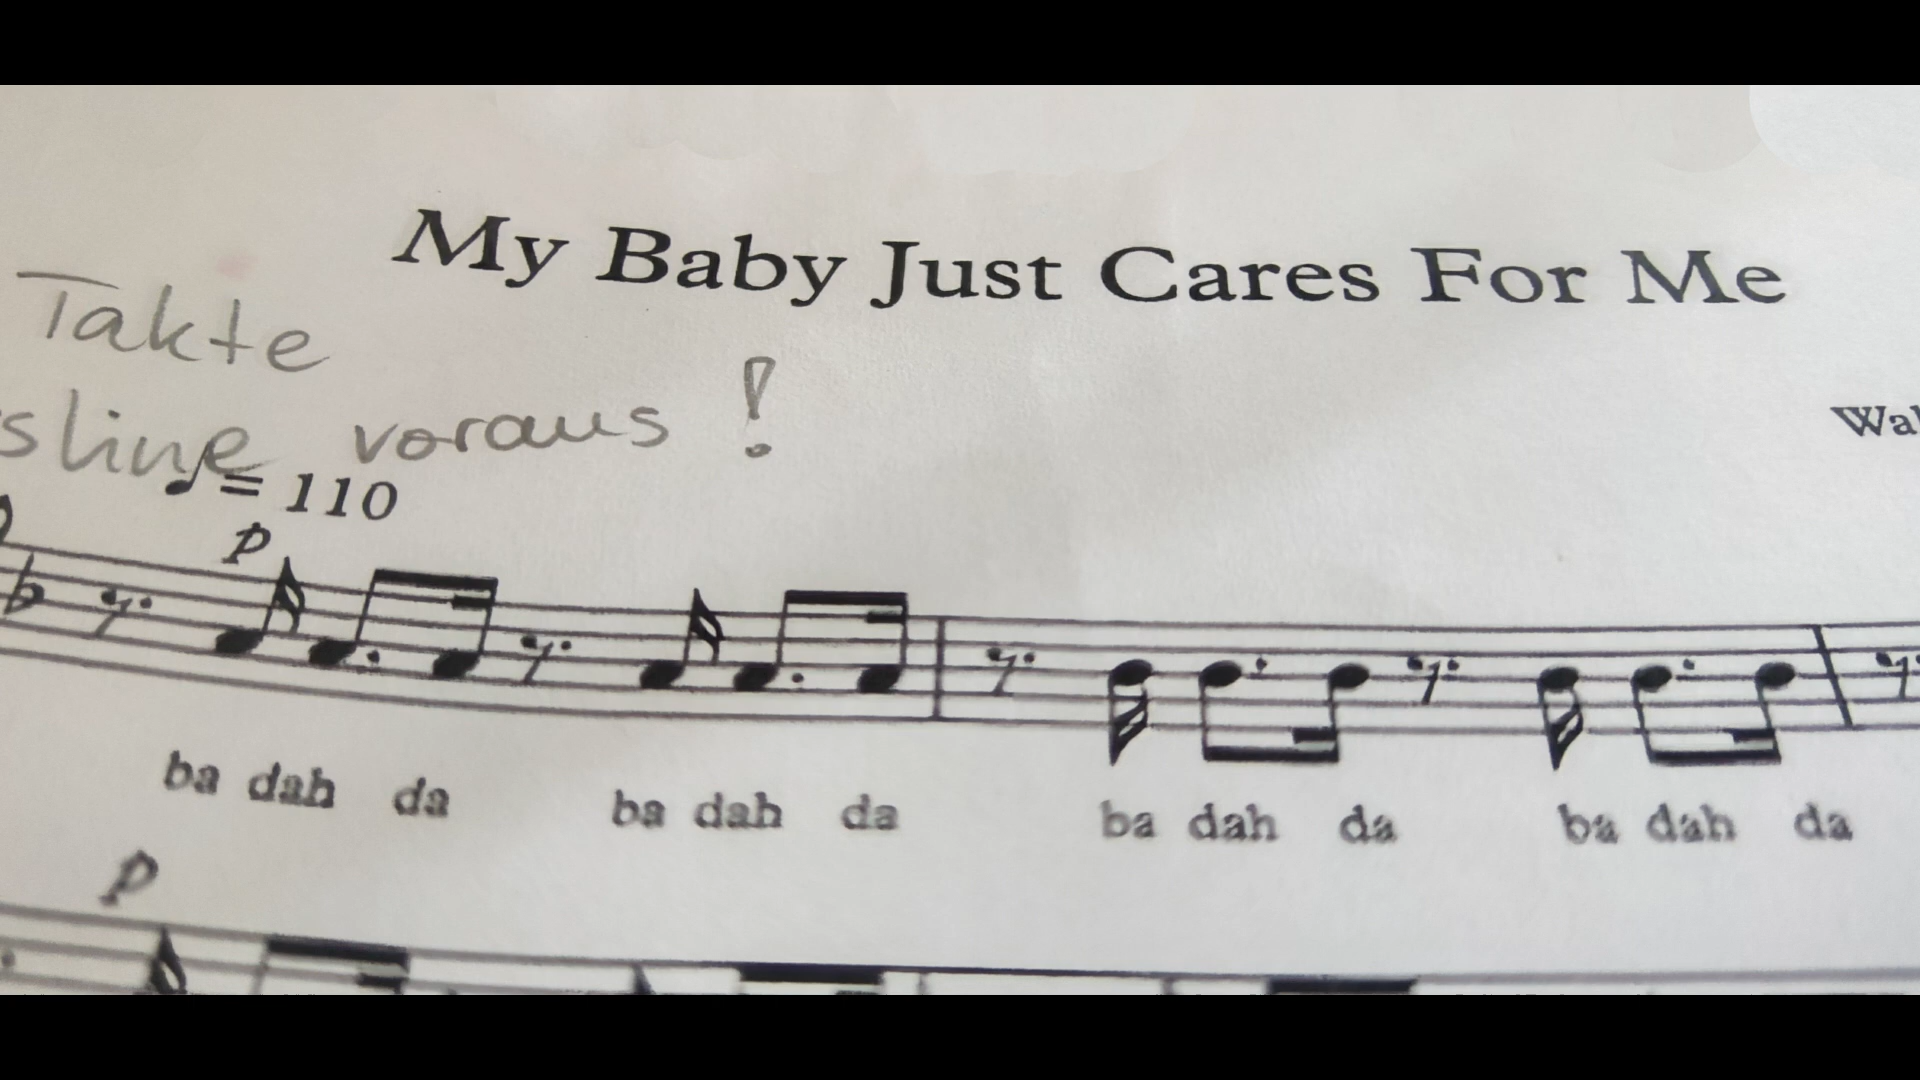 My Baby Just Cares For Me
Takte
voraus !
= 110
p
ba dah da ba dah da ba dah da ba dah da
p